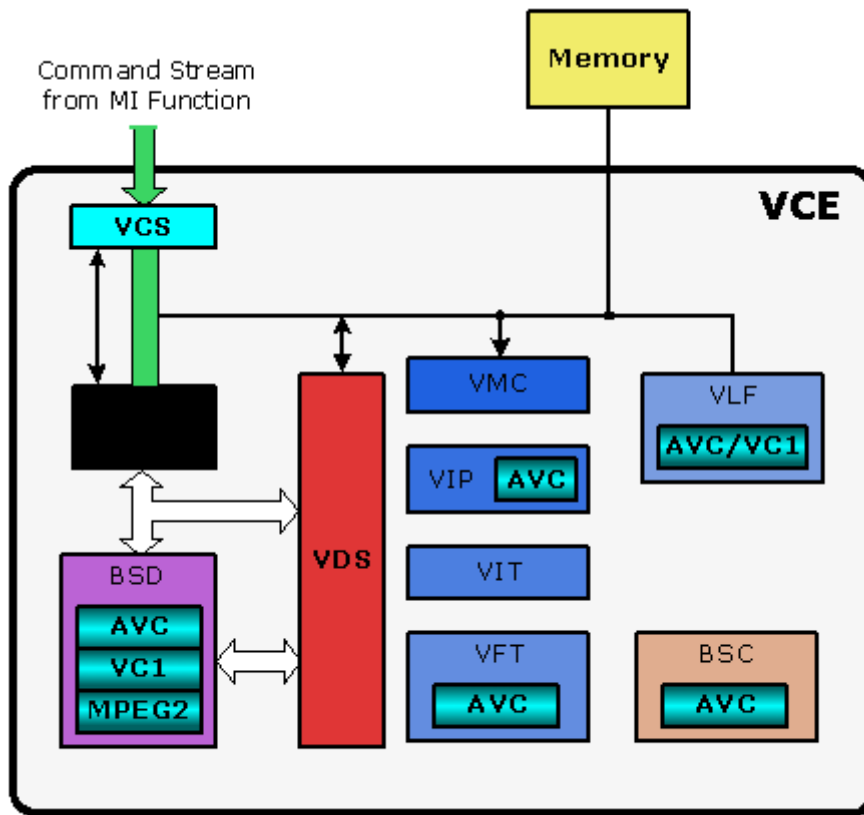 Memory
Command Stream
from MI Function
VCE
VCS
VMC
VLF
AVC/VC1
VIP
AVC
VDS
VIT
BSD
AVC
VC1
MPEG2
VFT
AVC
BSC
AVC